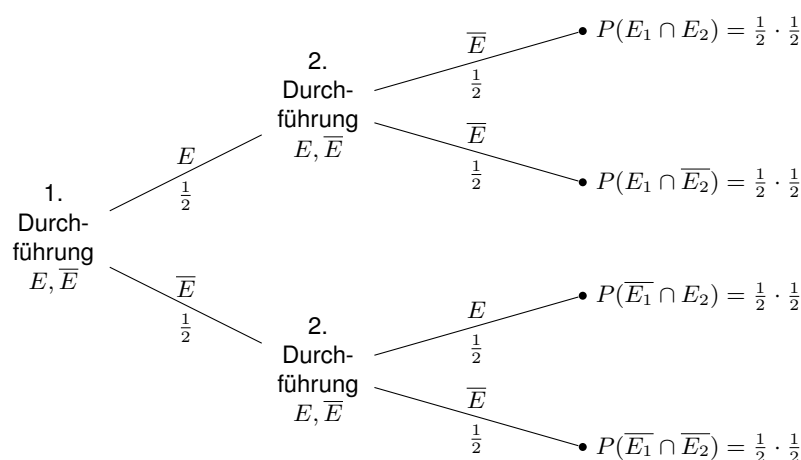 1.
Durch-
führung
E, E̅
E
1/2
E̅
1/2
2.
Durch-
führung
E, E̅
E̅
1/2
E̅
1/2
P(E₁ ∩ E₂) = 1/2 · 1/2
P(E₁ ∩ E̅₂̅) = 1/2 · 1/2
2.
Durch-
führung
E, E̅
E
1/2
E̅
1/2
P(E̅₁̅ ∩ E₂) = 1/2 · 1/2
P(E̅₁̅ ∩ E̅₂̅) = 1/2 · 1/2